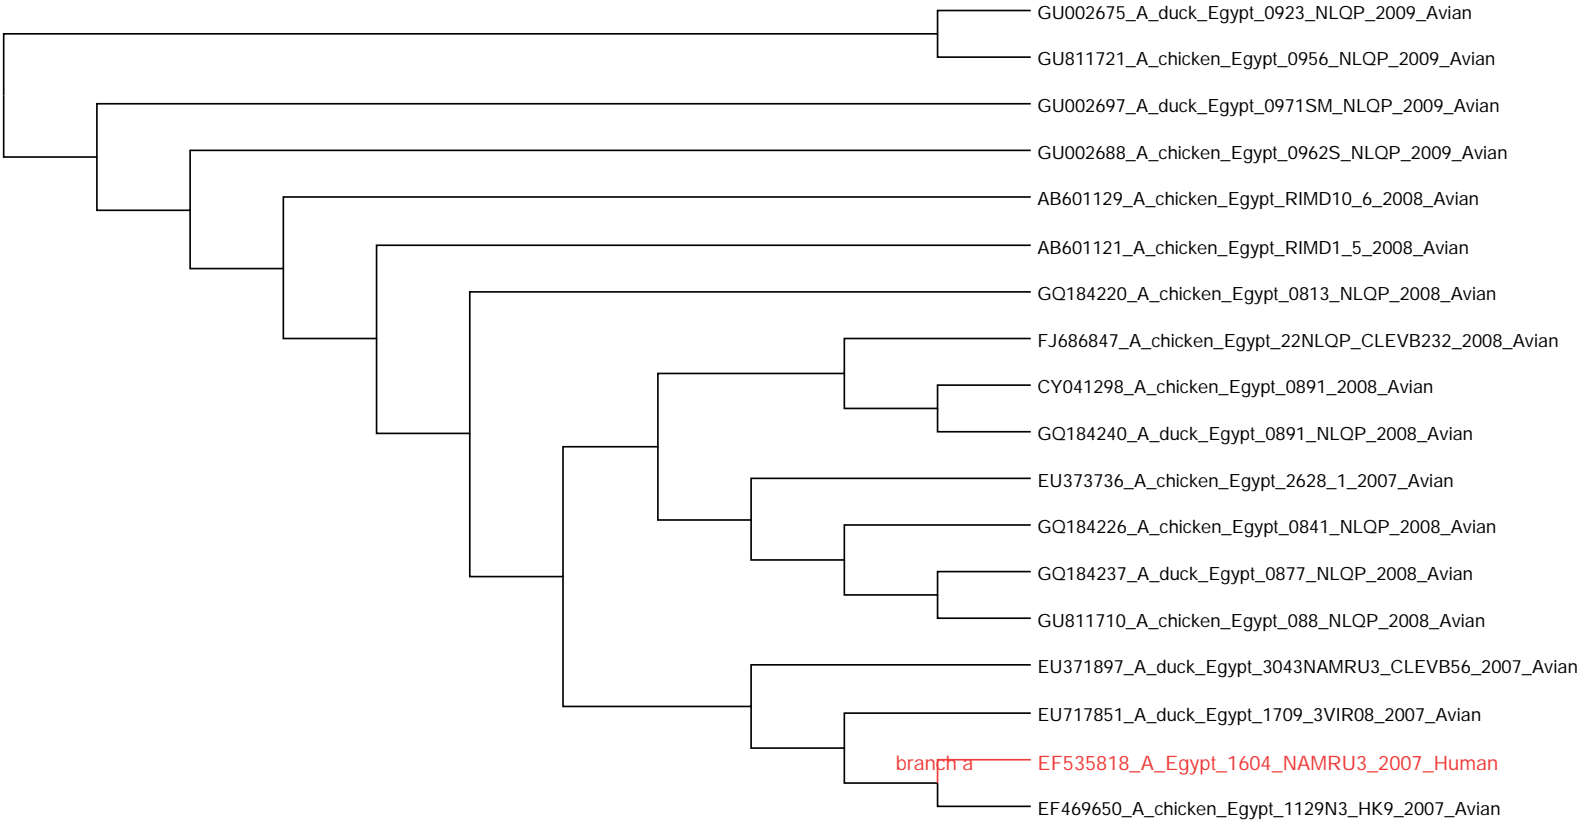 GU002675_A_duck_Egypt_0923_NLQP_2009_Avian
GU811721_A_chicken_Egypt_0956_NLQP_2009_Avian
GU002697_A_duck_Egypt_0971SM_NLQP_2009_Avian
GU002688_A_chicken_Egypt_0962S_NLQP_2009_Avian
AB601129_A_chicken_Egypt_RIMD10_6_2008_Avian
AB601121_A_chicken_Egypt_RIMD1_5_2008_Avian
GQ184220_A_chicken_Egypt_0813_NLQP_2008_Avian
FJ686847_A_chicken_Egypt_22NLQP_CLEVB232_2008_Avian
CY041298_A_chicken_Egypt_0891_2008_Avian
GQ184240_A_duck_Egypt_0891_NLQP_2008_Avian
EU373736_A_chicken_Egypt_2628_1_2007_Avian
GQ184226_A_chicken_Egypt_0841_NLQP_2008_Avian
GQ184237_A_duck_Egypt_0877_NLQP_2008_Avian
GU811710_A_chicken_Egypt_088_NLQP_2008_Avian
EU371897_A_duck_Egypt_3043NAMRU3_CLEVB56_2007_Avian
EU717851_A_duck_Egypt_1709_3VIR08_2007_Avian
branch a
EF535818_A_Egypt_1604_NAMRU3_2007_Human
EF469650_A_chicken_Egypt_1129N3_HK9_2007_Avian